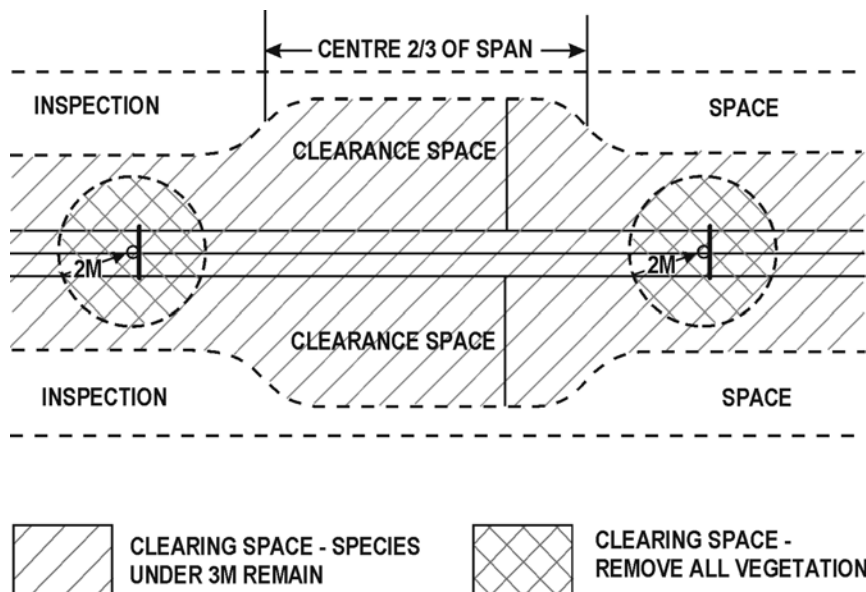 CENTRE 2/3 OF SPAN
INSPECTION
SPACE
CLEARANCE SPACE
2M
2M
CLEARANCE SPACE
INSPECTION
SPACE
CLEARING SPACE - SPECIES
UNDER 3M REMAIN
CLEARING SPACE -
REMOVE ALL VEGETATION